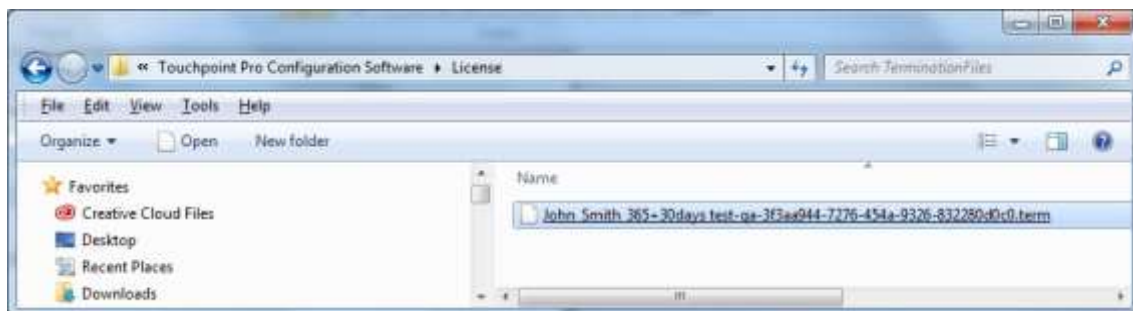 « Touchpoint Pro Configuration Software ▸ License
Search TerminationFiles
File Edit View Tools Help
Organize Open New folder
Favorites
Creative Cloud Files
Desktop
Recent Places
Downloads
Name
John Smith 365+30days test-qa-3f3aa944-7276-454a-9326-832280d0c0.term